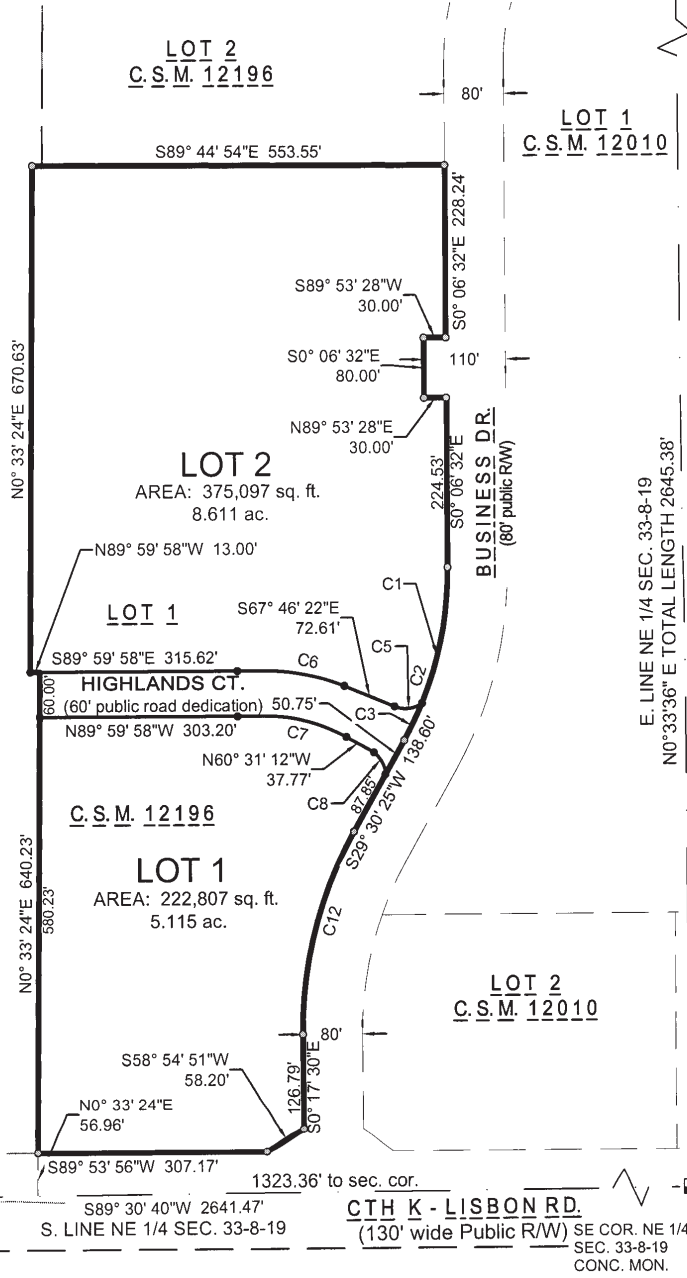 LOT 2
C.S.M. 12196
80'
LOT 1
C.S.M. 12010
S89° 44' 54"E 553.55'
S0° 06' 32"E 228.24'
S89° 53' 28"W
30.00'
S0° 06' 32"E
80.00'
110'
N89° 53' 28"E
30.00'
N0° 33' 24"E 670.63'
LOT 2
AREA: 375,097 sq. ft.
8.611 ac.
224.53'
S0° 06' 32"E
BUSINESS DR.
(80' public R/W)
E. LINE NE 1/4 SEC. 33-8-19
N0°33'36" E TOTAL LENGTH 2645.38'
N89° 59' 58"W 13.00'
C1
LOT 1
S67° 46' 22"E
72.61'
C5
C2
S89° 59' 58"E 315.62'
C6
60.00'
HIGHLANDS CT.
(60' public road dedication)
50.75'
C3
N89° 59' 58"W 303.20'
C7
N60° 31' 12"W
37.77'
C8
87.85'
S29° 30' 25"W 138.60'
C.S.M. 12196
LOT 1
AREA: 222,807 sq. ft.
5.115 ac.
N0° 33' 24"E 640.23'
580.23'
C12
LOT 2
C.S.M. 12010
80'
S58° 54' 51"W
58.20'
126.79'
S0° 17' 30"E
N0° 33' 24"E
56.96'
S89° 53' 56"W 307.17'
1323.36' to sec. cor.
S89° 30' 40"W 2641.47'
S. LINE NE 1/4 SEC. 33-8-19
CTH K - LISBON RD.
(130' wide Public R/W)
SE COR. NE 1/4
SEC. 33-8-19
CONC. MON.